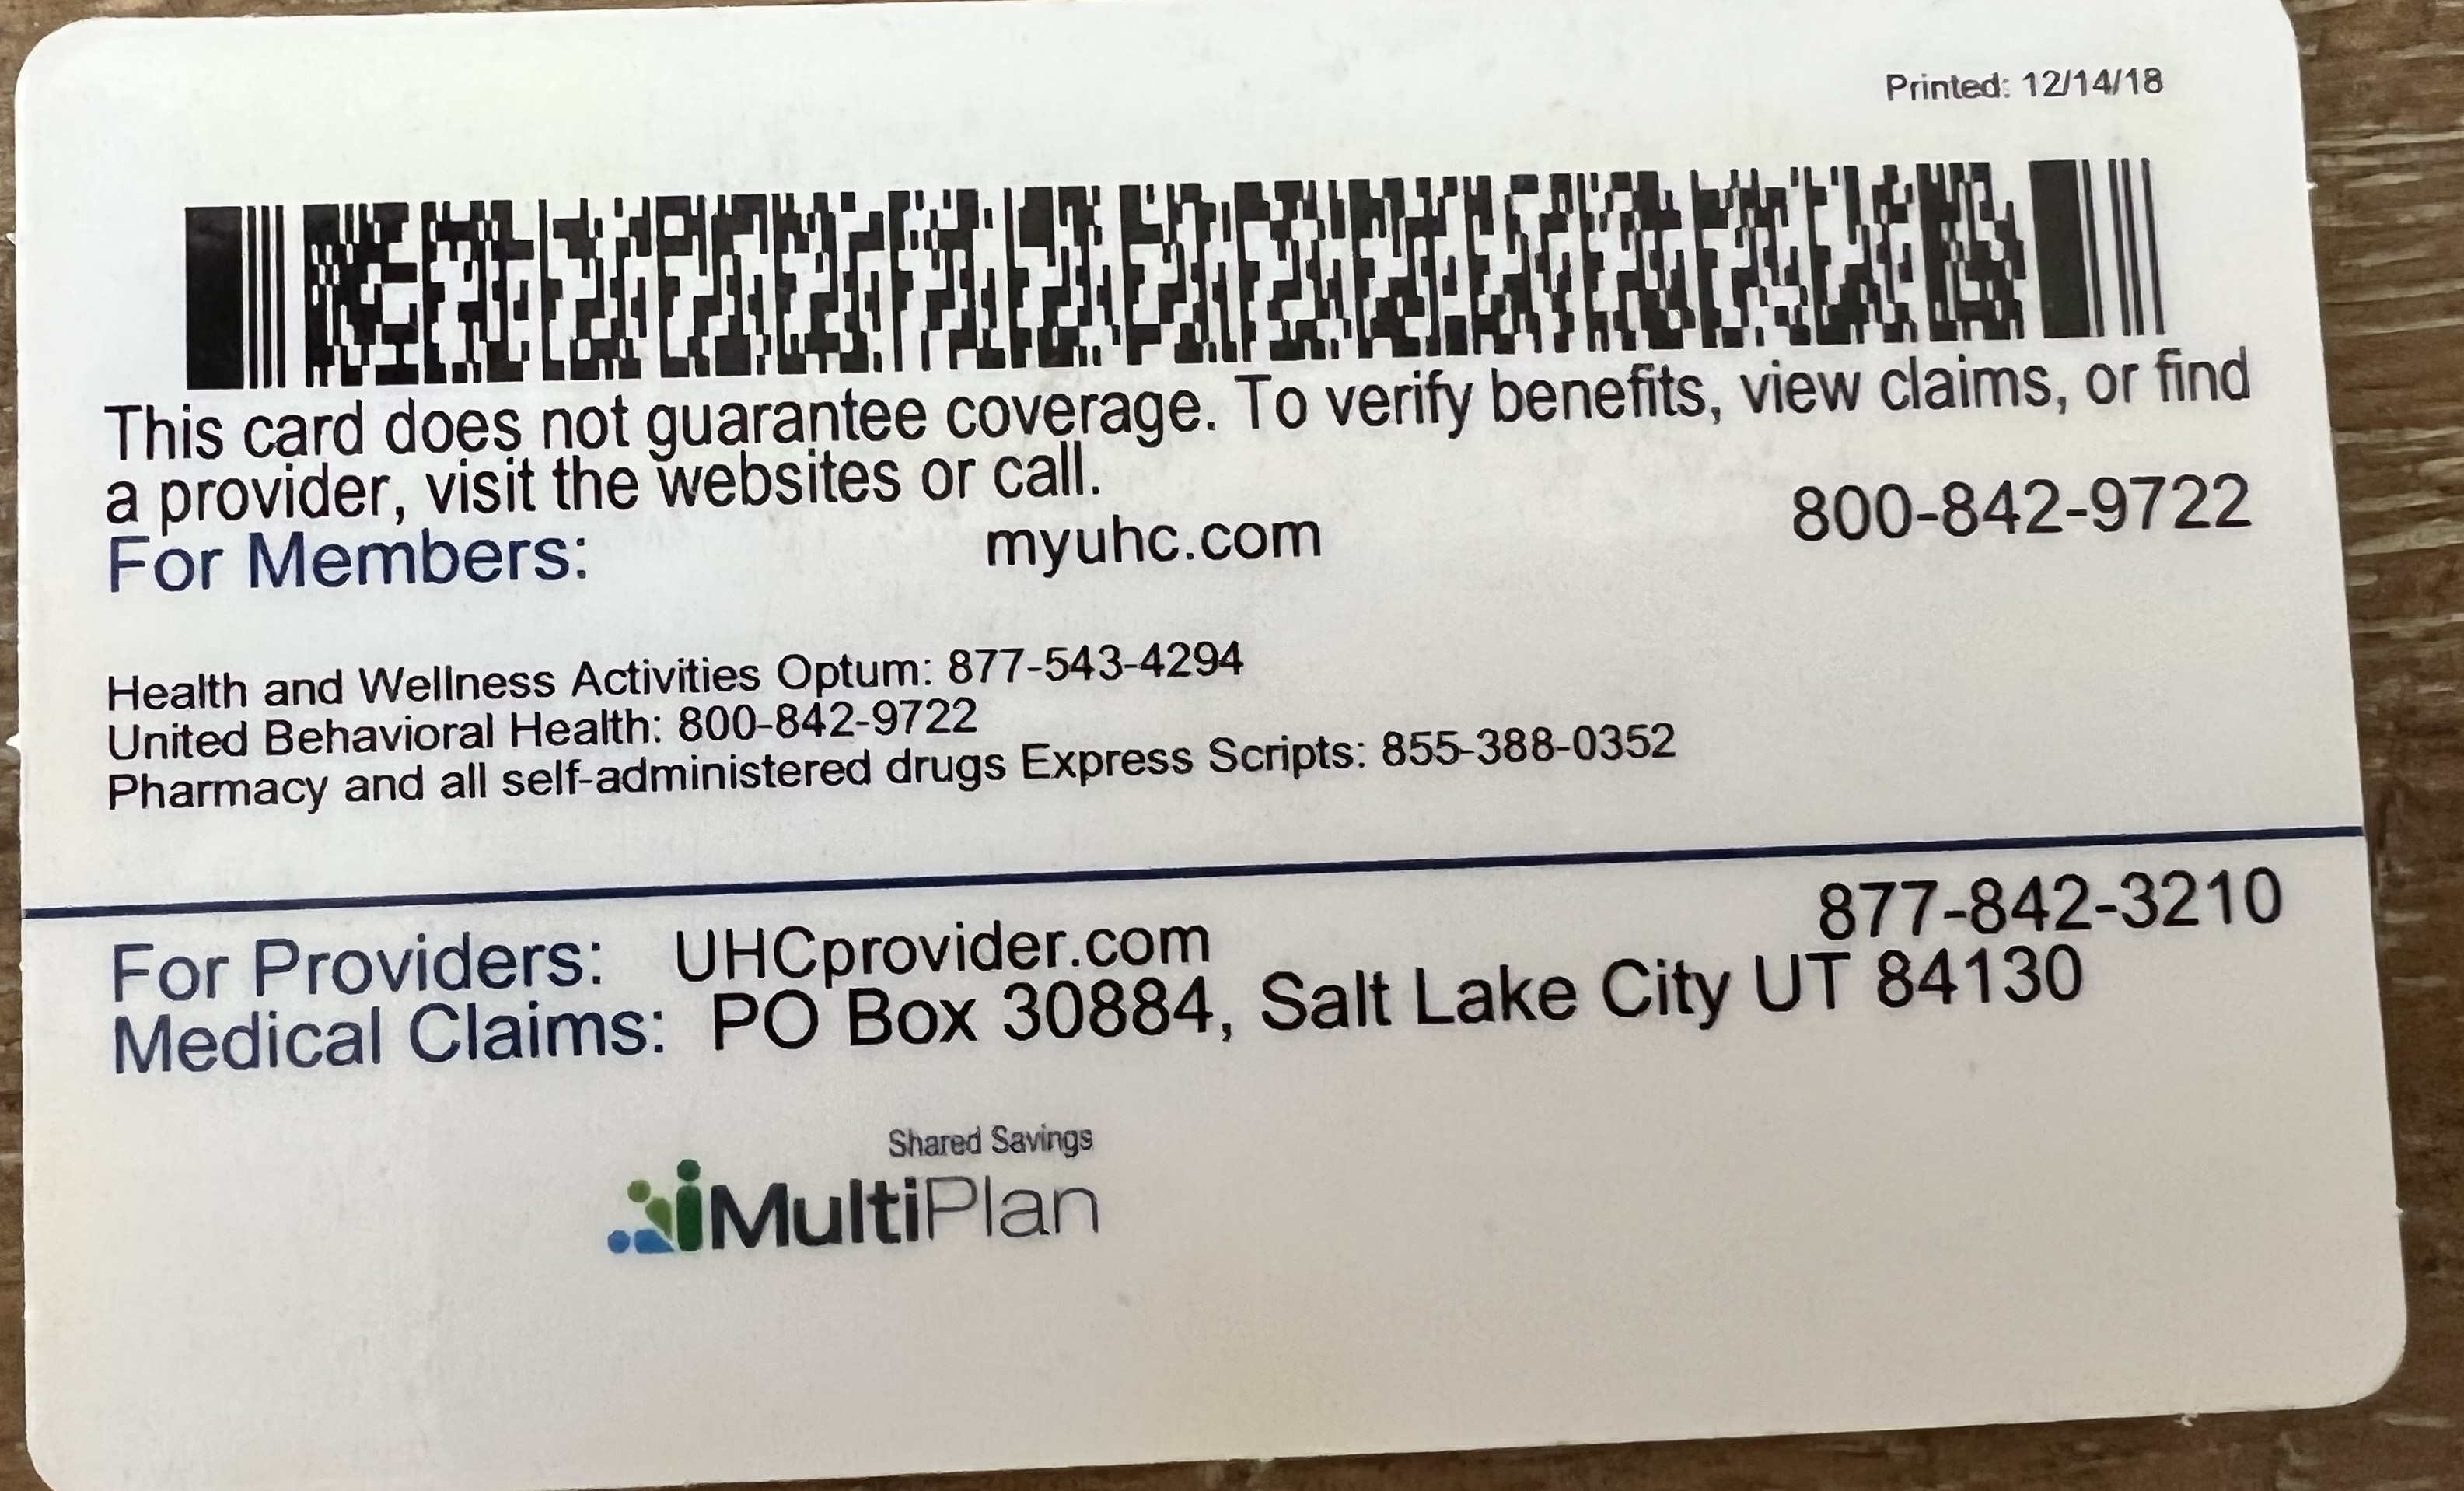 Printed: 12/14/18
This card does not guarantee coverage. To verify benefits, view claims, or find
a provider, visit the websites or call.
For Members: myuhc.com 800-842-9722
Health and Wellness Activities Optum: 877-543-4294
United Behavioral Health: 800-842-9722
Pharmacy and all self-administered drugs Express Scripts: 855-388-0352
For Providers: UHCprovider.com 877-842-3210
Medical Claims: PO Box 30884, Salt Lake City UT 84130
Shared Savings
MultiPlan